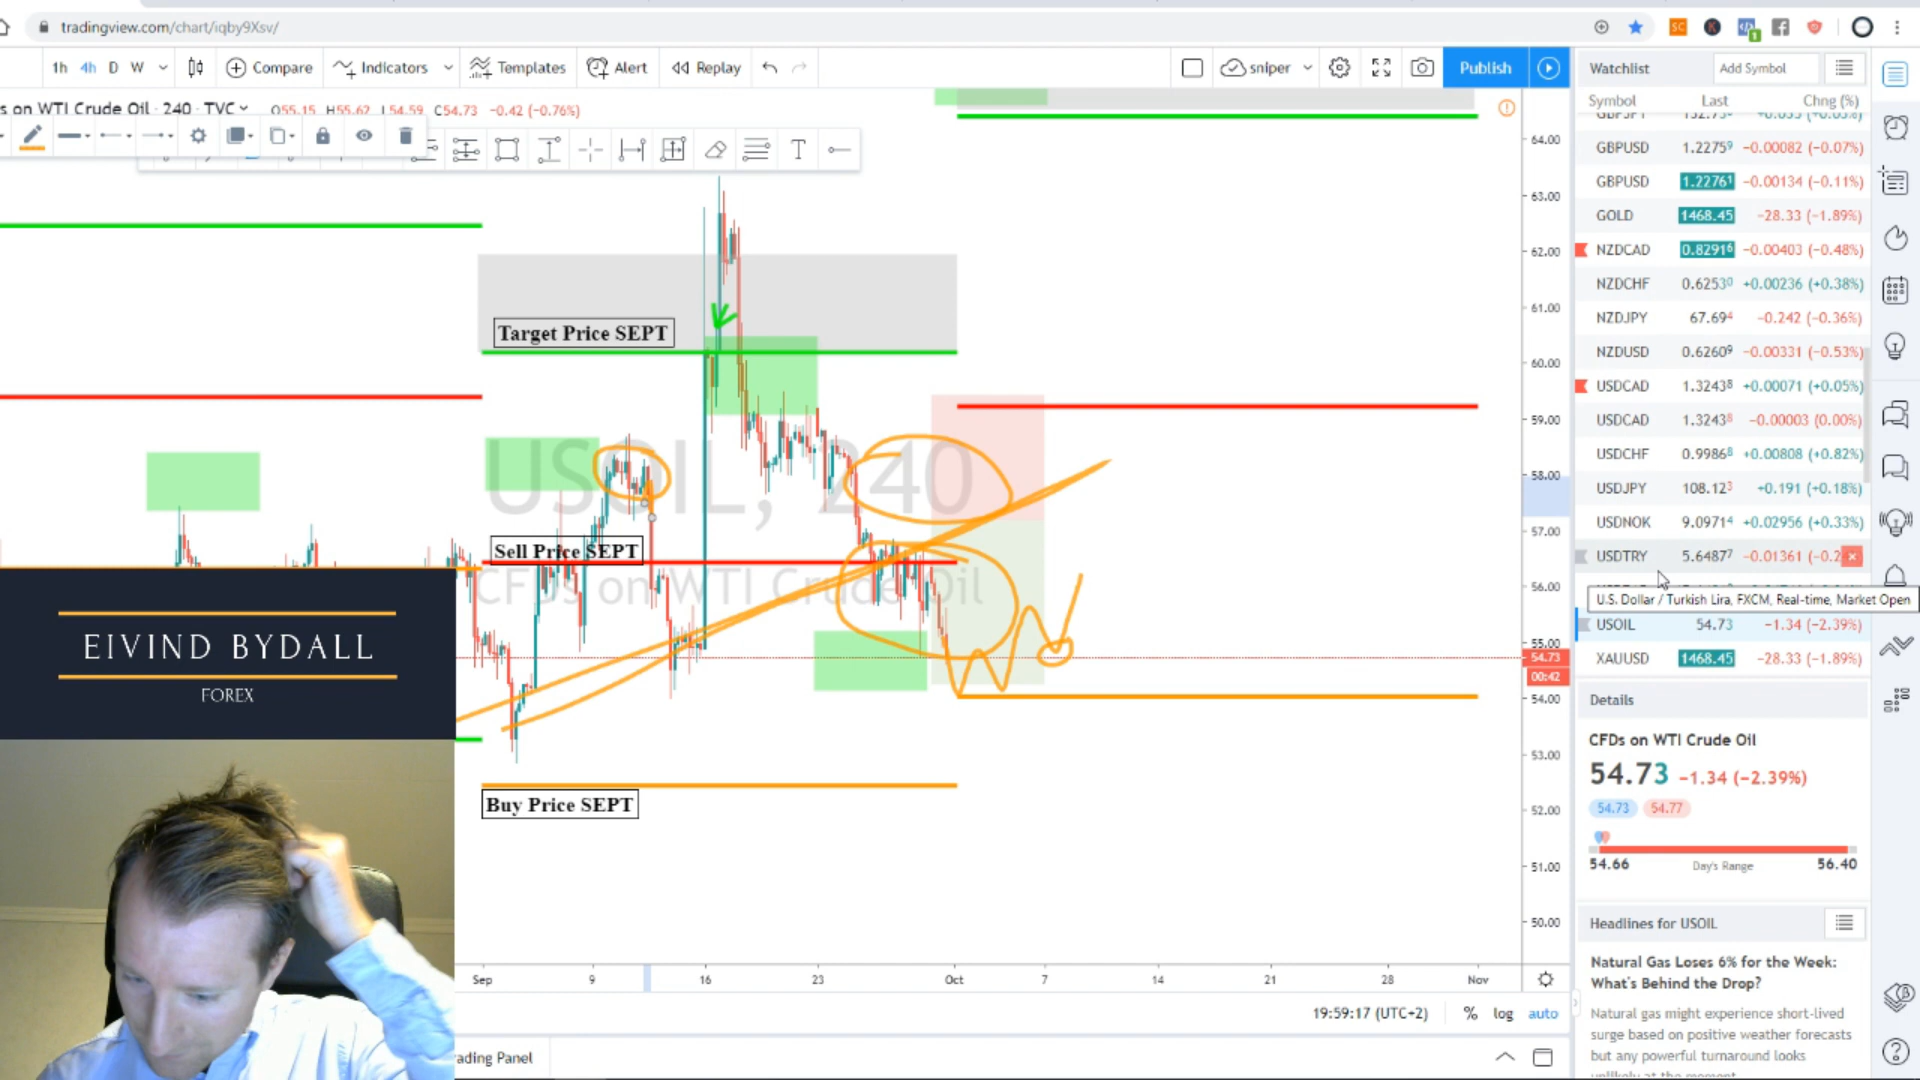 tradingview.com/chart/iqby9Xsv/
1h 4h D W Compare Indicators Templates Alert Replay sniper Publish
s on WTI Crude Oil · 240 · TVC O55.15 H55.62 L54.59 C54.73 -0.42 (-0.76%)
Watchlist Add Symbol
Symbol Last Chng (%)
GBPUSD 1.22759 -0.00082 (-0.07%)
GBPUSD 1.22761 -0.00134 (-0.11%)
GOLD 1468.45 -28.33 (-1.89%)
NZDCAD 0.82916 -0.00403 (-0.48%)
NZDCHF 0.62530 +0.00236 (+0.38%)
NZDJPY 67.694 -0.242 (-0.36%)
NZDUSD 0.62609 -0.00331 (-0.53%)
USDCAD 1.32438 +0.00071 (+0.05%)
USDCAD 1.32438 -0.00003 (0.00%)
USDCHF 0.99868 +0.00808 (+0.82%)
USDJPY 108.123 +0.191 (+0.18%)
USDNOK 9.09714 +0.02956 (+0.33%)
USDTRY 5.64877 -0.01361 (-0.2
U.S. Dollar / Turkish Lira, FXCM, Real-time, Market Open
USOIL 54.73 -1.34 (-2.39%)
XAUUSD 1468.45 -28.33 (-1.89%)
Details
CFDs on WTI Crude Oil
54.73 -1.34 (-2.39%)
54.73 54.77
54.66 Day's Range 56.40
Headlines for USOIL
Natural Gas Loses 6% for the Week:
What's Behind the Drop?
Natural gas might experience short-lived
surge based on positive weather forecasts
but any powerful turnaround looks
unlikely at the moment
64.00
63.00
62.00
61.00
60.00
59.00
58.00
57.00
56.00
55.00
54.73
00:42
54.00
53.00
52.00
51.00
50.00
Target Price SEPT
USOIL, 240
Sell Price SEPT
CFDs on WTI Crude Oil
Buy Price SEPT
EIVIND BYDALL
FOREX
Sep 9 16 23 Oct 7 14 21 28 Nov
19:59:17 (UTC+2) % log auto
ading Panel